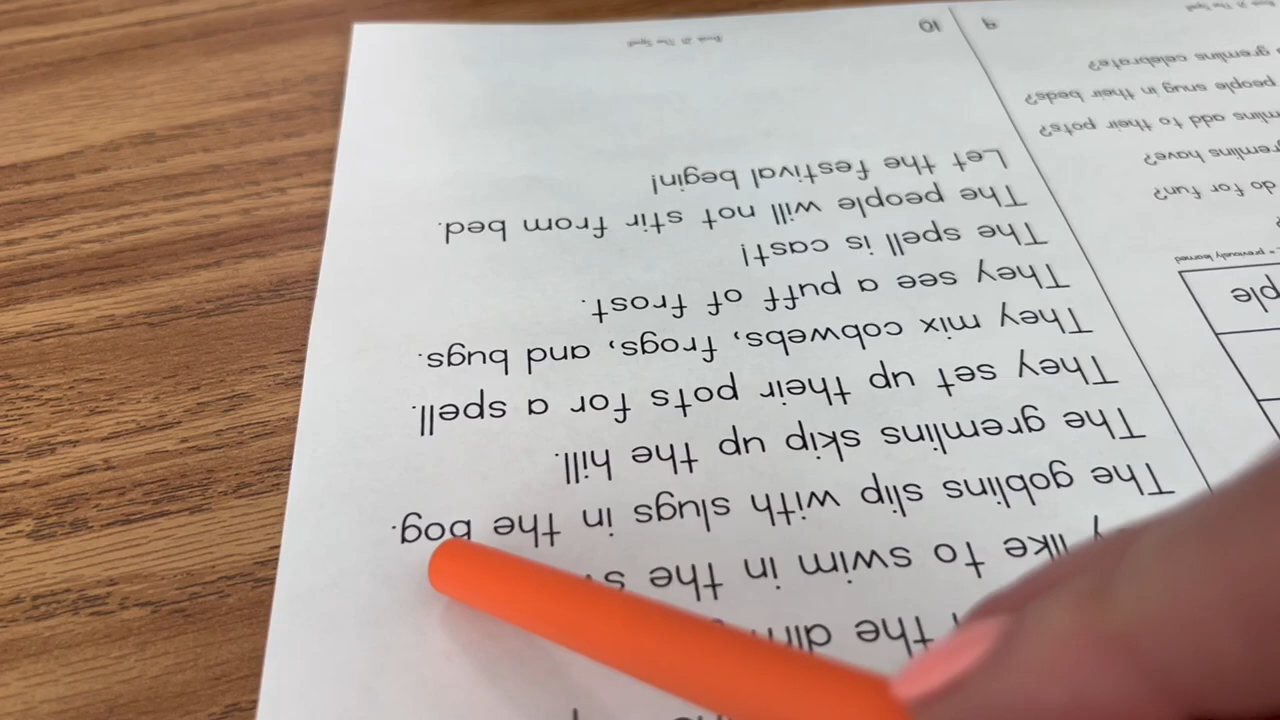 previously learned
do for fun?
have?
add to their pots?
people snug in their beds?
gremlins celebrate?
9
the
like to swim in the
The goblins slip with slugs in the bog.
The gremlins skip up the hill.
They set up their pots for a spell.
They mix cobwebs, frogs, and bugs.
They see a puff of frost.
The spell is cast!
The people will not stir from bed.
Let the festival begin!
10